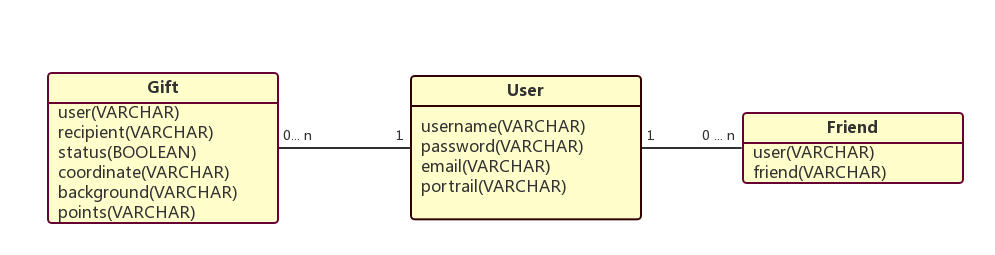 Gift
user(VARCHAR)
recipient(VARCHAR)
status(BOOLEAN)
coordinate(VARCHAR)
background(VARCHAR)
points(VARCHAR)
0... n
1
User
username(VARCHAR)
password(VARCHAR)
email(VARCHAR)
portrail(VARCHAR)
1
0 ... n
Friend
user(VARCHAR)
friend(VARCHAR)